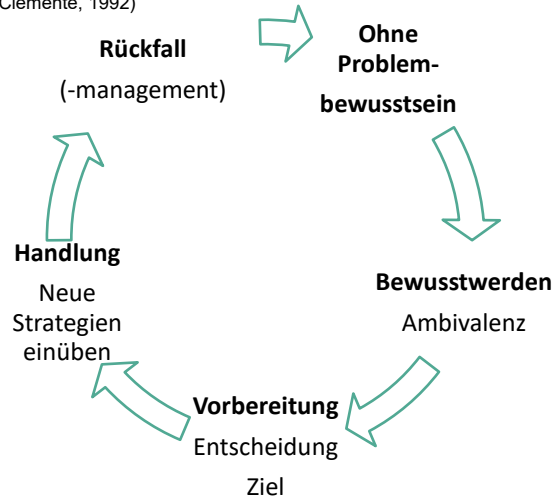 Clemente, 1992)
Rückfall
(-management)
Ohne
Problem-
bewusstsein
Bewusstwerden
Ambivalenz
Vorbereitung
Entscheidung
Ziel
Handlung
Neue
Strategien
einüben